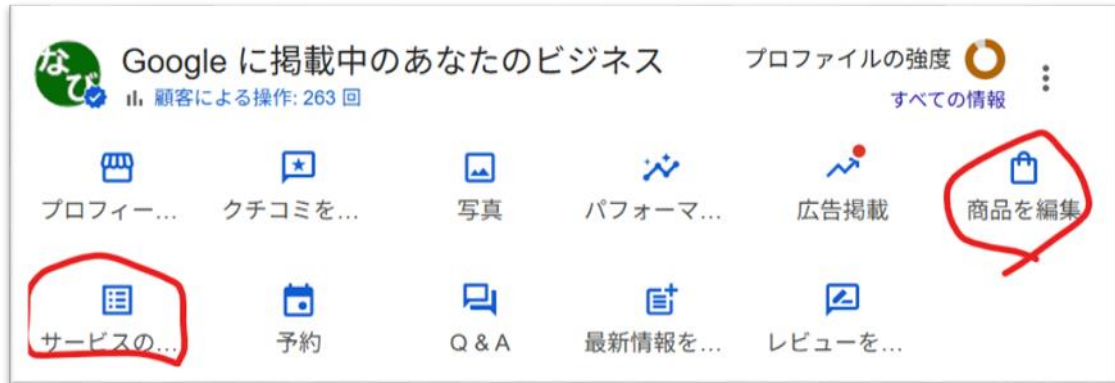 なび
Google に掲載中のあなたのビジネス
プロファイルの強度
顧客による操作: 263 回
すべての情報
プロフィー... クチコミを... 写真 パフォーマ... 広告掲載 商品を編集
サービスの... 予約 Q & A 最新情報を... レビューを...